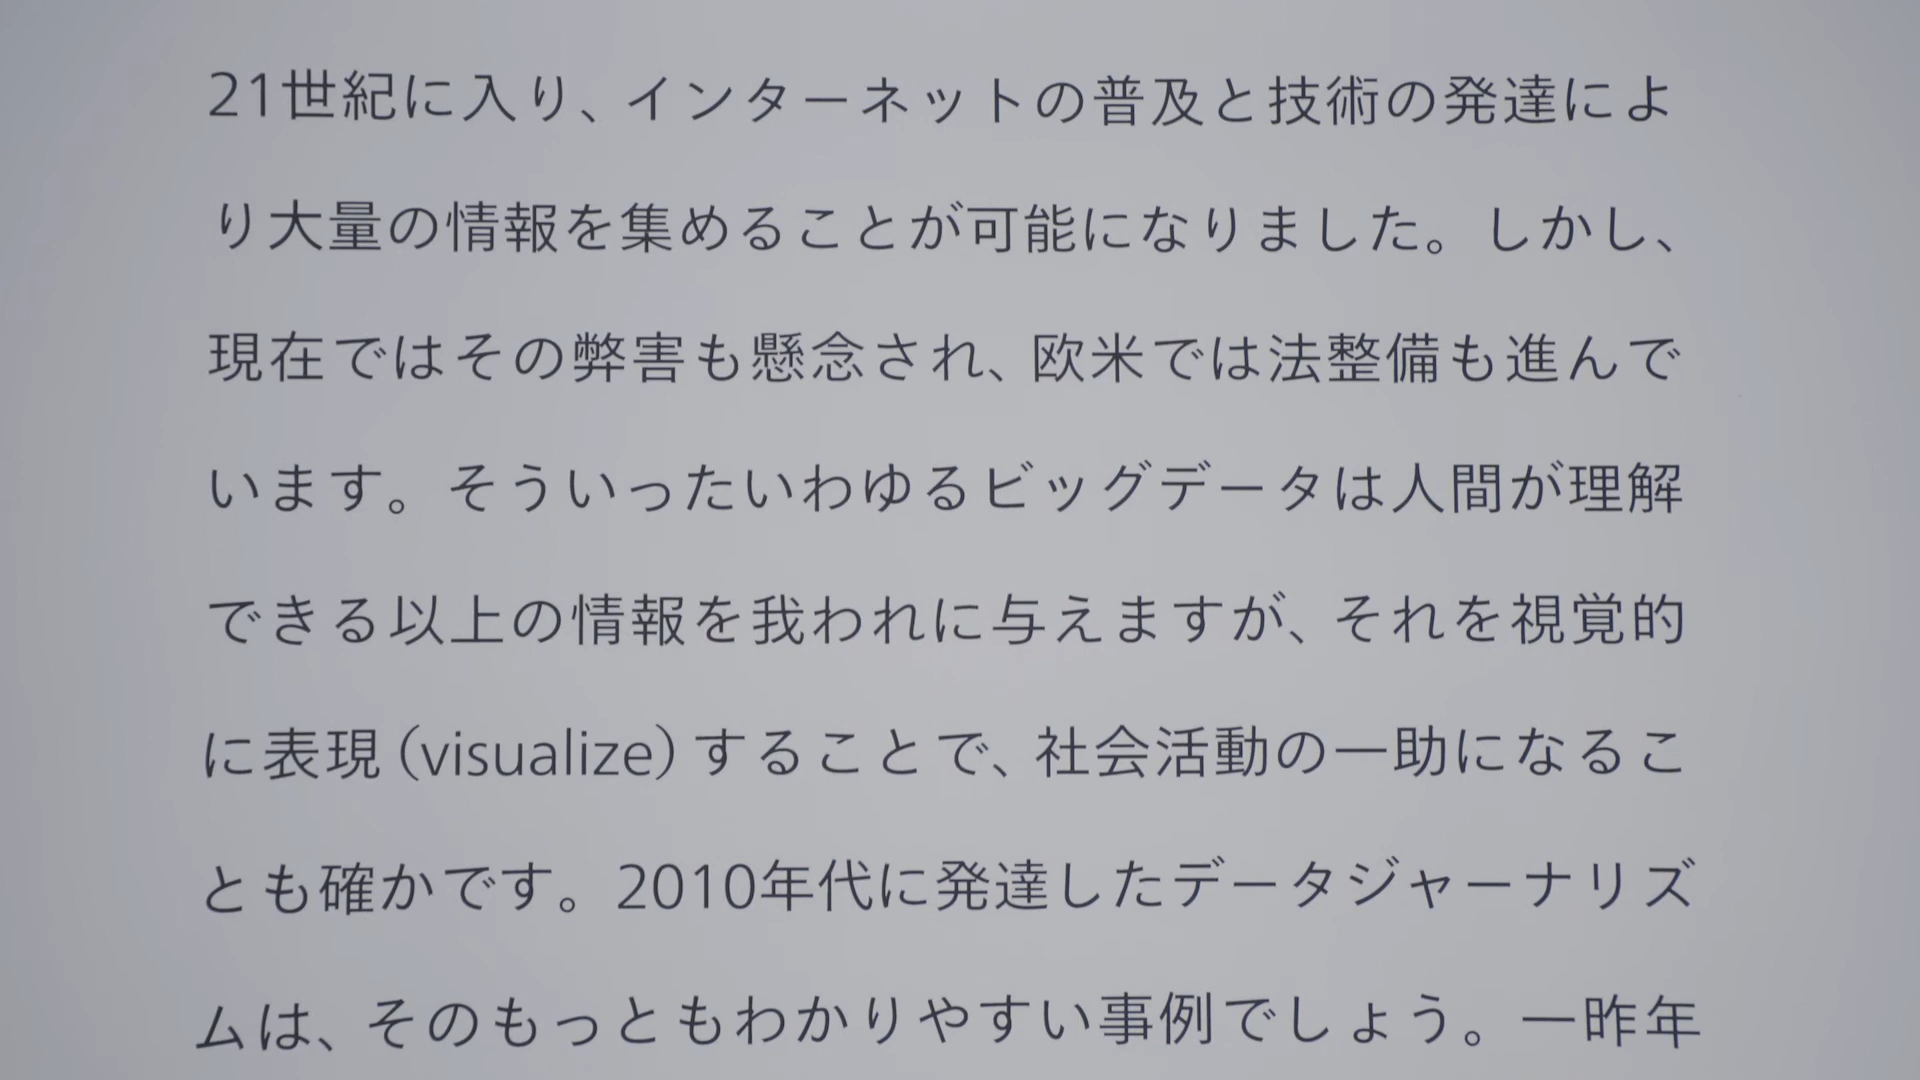 21世紀に入り、インターネットの普及と技術の発達によ
り大量の情報を集めることが可能になりました。しかし、
現在ではその弊害も懸念され、欧米では法整備も進んで
います。そういったいわゆるビッグデータは人間が理解
できる以上の情報を我われに与えますが、それを視覚的
に表現（visualize）することで、社会活動の一助になるこ
とも確かです。2010年代に発達したデータジャーナリズ
ムは、そのもっともわかりやすい事例でしょう。一昨年